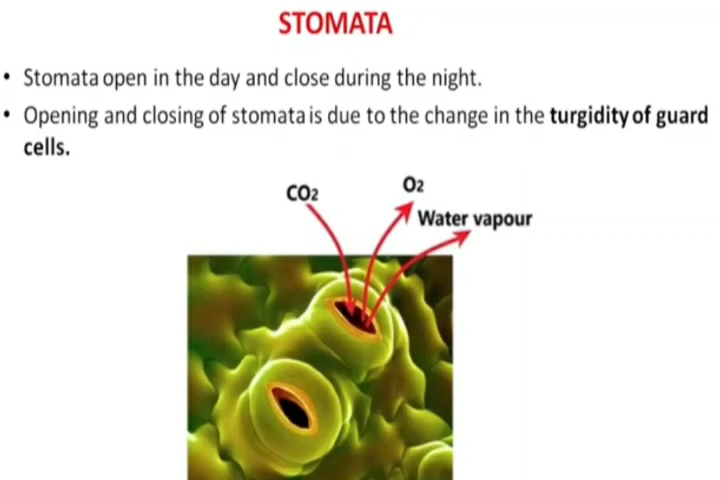 STOMATA
• Stomata open in the day and close during the night.
• Opening and closing of stomata is due to the change in the turgidity of guard
cells.
CO2
O2
Water vapour